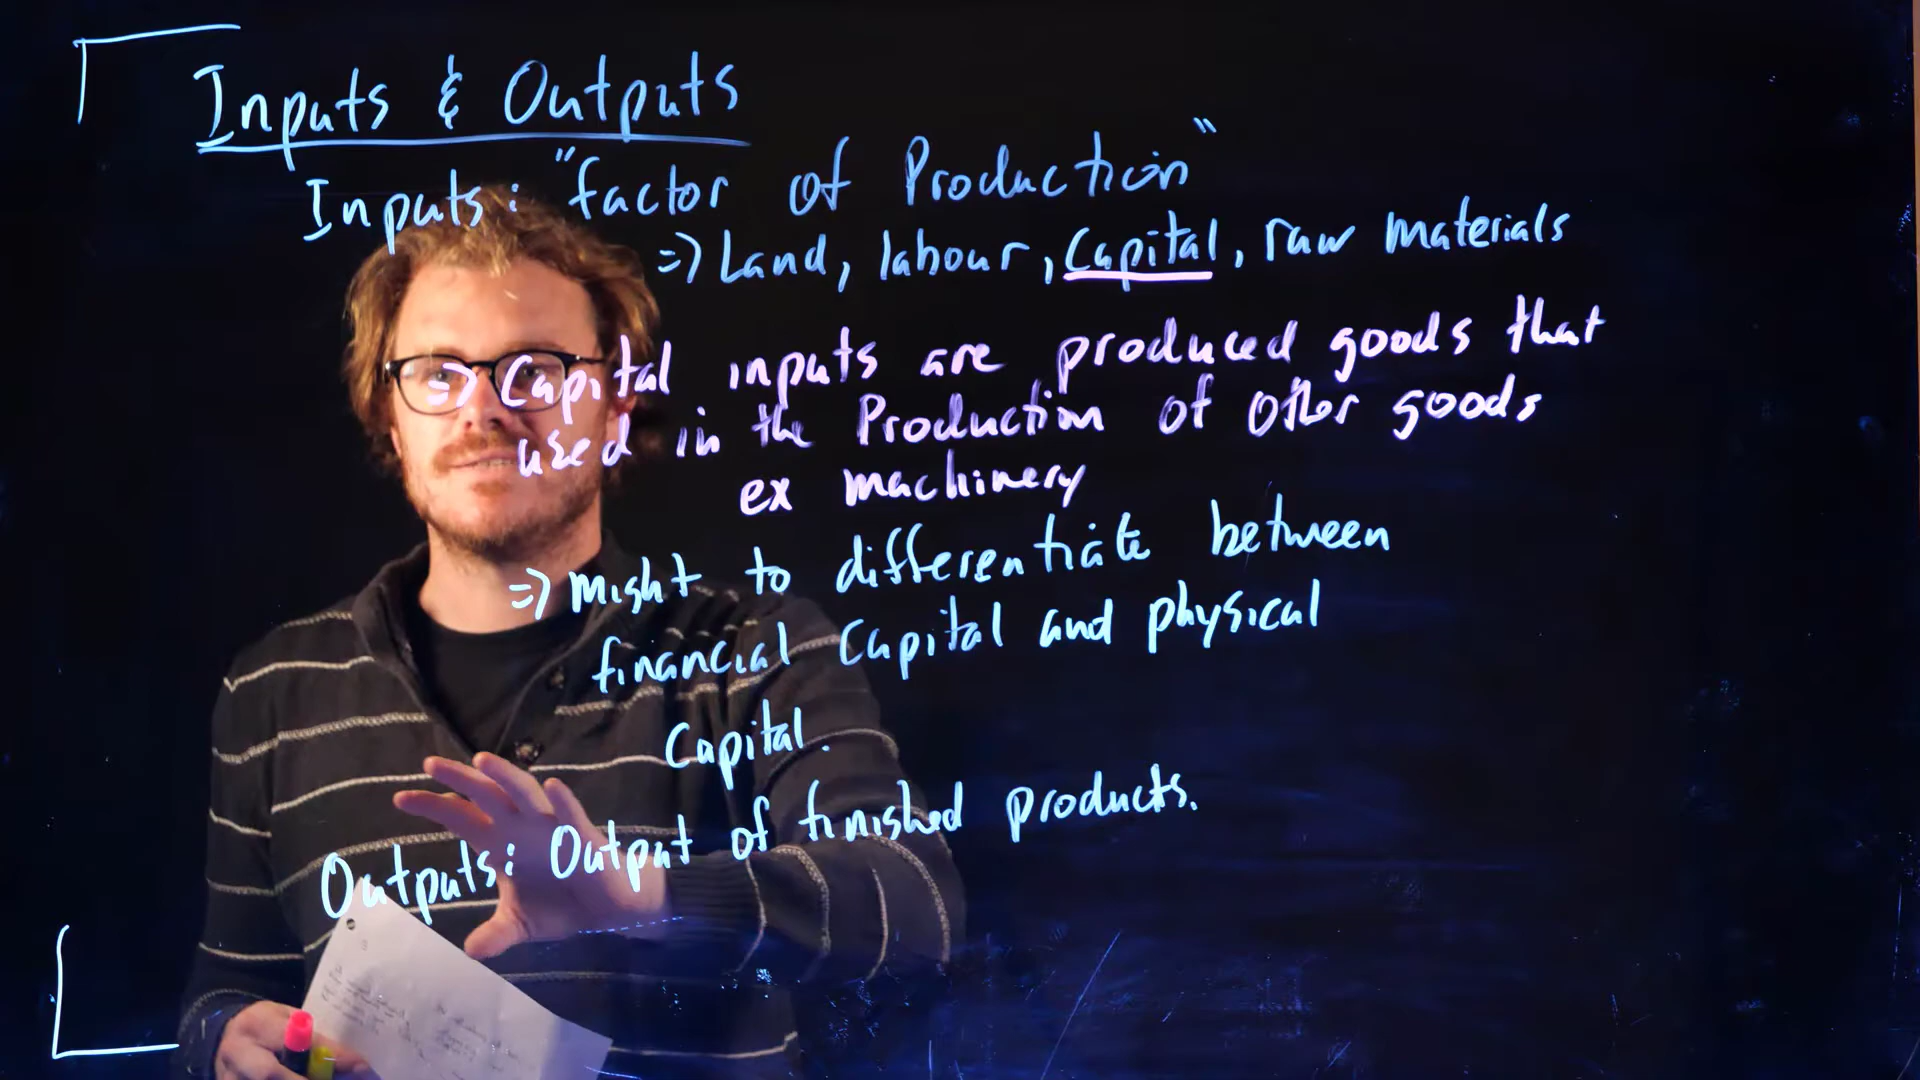 Inputs & Outputs
Inputs: "factor of Production"
=> Land, labour, Capital, raw materials
=> Capital inputs are produced goods that
used in the Production of other goods
ex machinery
=> Might to differentiate between
financial Capital and physical
Capital.
Outputs: Output of finished products.